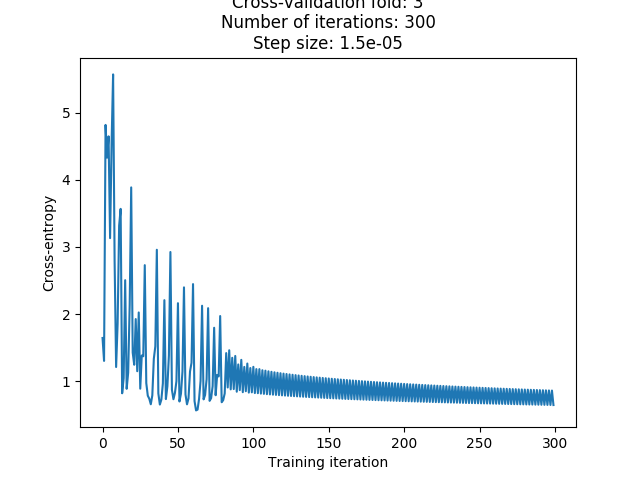 Cross-validation fold: 3
Number of iterations: 300
Step size: 1.5e-05
5
4
3
2
1
Cross-entropy
0
50
100
150
200
250
300
Training iteration